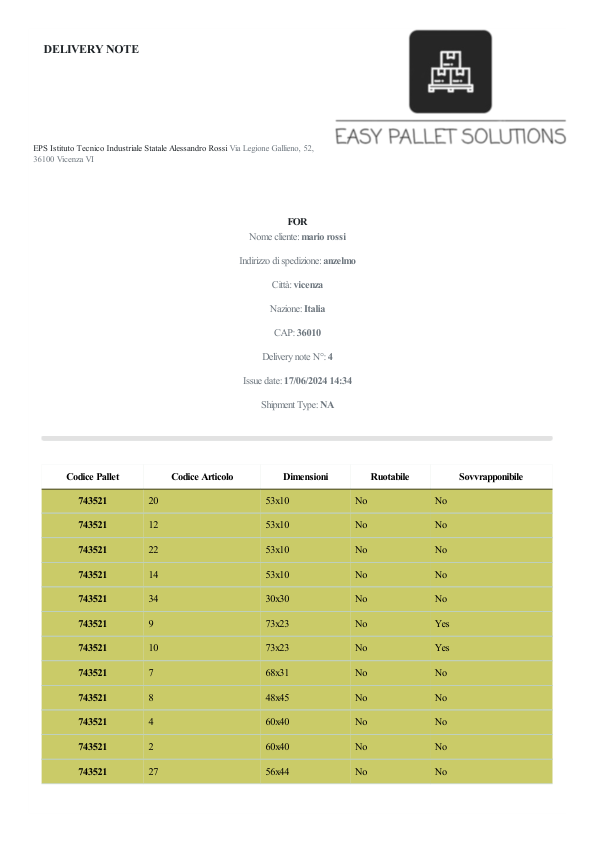 DELIVERY NOTE
EASY PALLET SOLUTIONS
EPS Istituto Tecnico Industriale Statale Alessandro Rossi Via Legione Gallieno, 52,
36100 Vicenza VI
FOR
Nome cliente: mario rossi
Indirizzo di spedizione: anzelmo
Città: vicenza
Nazione: Italia
CAP: 36010
Delivery note N°: 4
Issue date: 17/06/2024 14:34
Shipment Type: NA
Codice Pallet Codice Articolo Dimensioni Ruotabile Sovvrapponibile
743521 20 53x10 No No
743521 12 53x10 No No
743521 22 53x10 No No
743521 14 53x10 No No
743521 34 30x30 No No
743521 9 73x23 No Yes
743521 10 73x23 No Yes
743521 7 68x31 No No
743521 8 48x45 No No
743521 4 60x40 No No
743521 2 60x40 No No
743521 27 56x44 No No